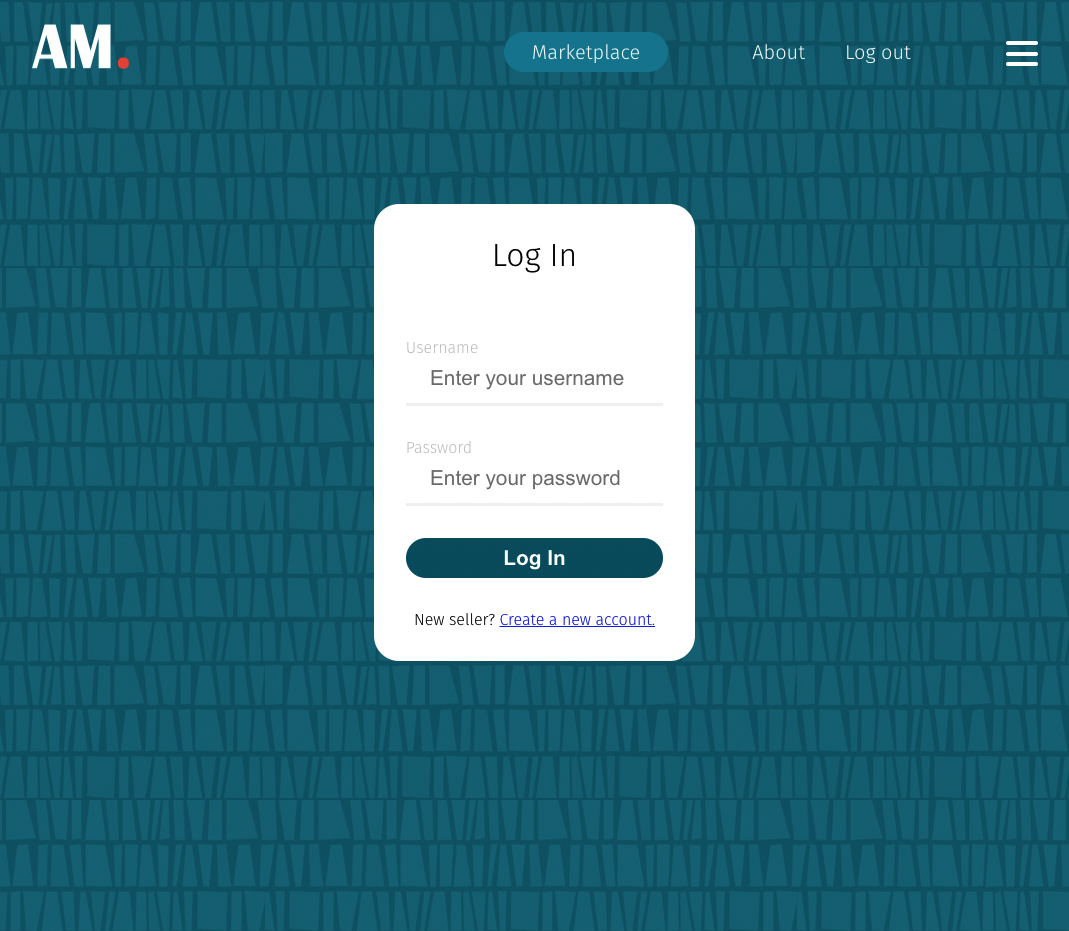 AM.
Marketplace
About
Log out
Log In
Username
Enter your username
Password
Enter your password
Log In
New seller? Create a new account.